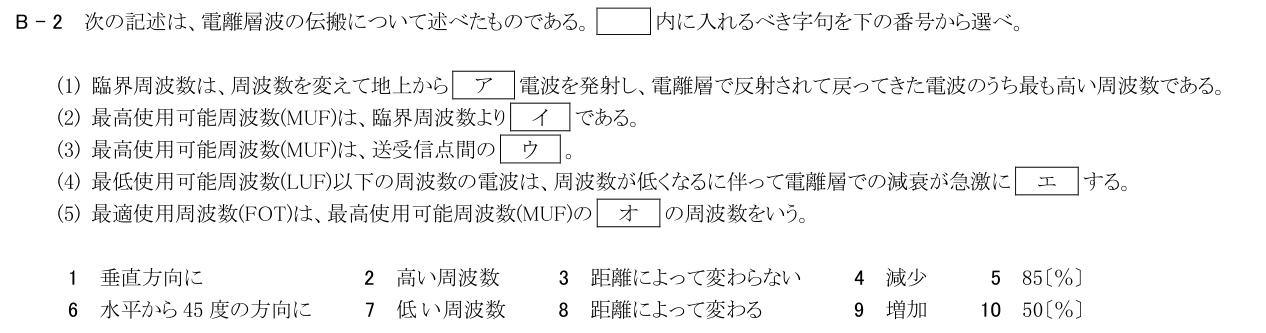 B－2 次の記述は、電離層波の伝搬について述べたものである。 内に入れるべき字句を下の番号から選べ。
(1) 臨界周波数は、周波数を変えて地上から ア 電波を発射し、電離層で反射されて戻ってきた電波のうち最も高い周波数である。
(2) 最高使用可能周波数(MUF)は、臨界周波数より イ である。
(3) 最高使用可能周波数(MUF)は、送受信点間の ウ 。
(4) 最低使用可能周波数(LUF)以下の周波数の電波は、周波数が低くなるに伴って電離層での減衰が急激に エ する。
(5) 最適使用周波数(FOT)は、最高使用可能周波数(MUF)の オ の周波数をいう。
1 垂直方向に 2 高い周波数 3 距離によって変わらない 4 減少 5 85〔%〕
6 水平から 45 度の方向に 7 低い周波数 8 距離によって変わる 9 増加 10 50〔%〕